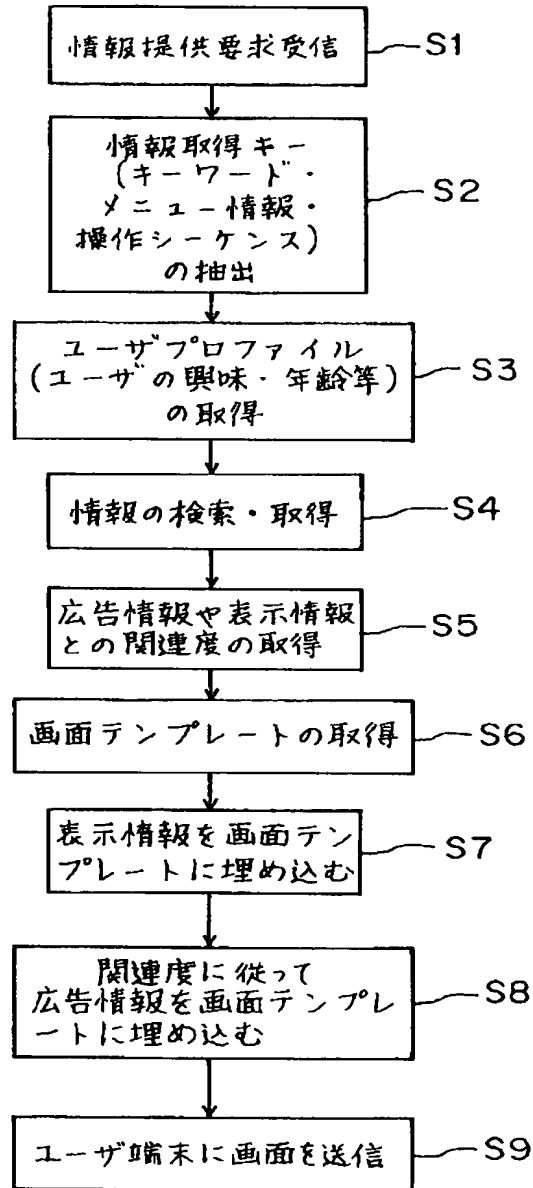 情報提供要求受信
S1
情報取得キー
(キーワード・
メニュー情報・
操作シーケンス)
の抽出
S2
ユーザプロファイル
(ユーザの興味・年齢等)
の取得
S3
情報の検索・取得
S4
広告情報や表示情報
との関連度の取得
S5
画面テンプレートの取得
S6
表示情報を画面テン
プレートに埋め込む
S7
関連度に従って
広告情報を画面テンプレ
ートに埋め込む
S8
ユーザ端末に画面を送信
S9